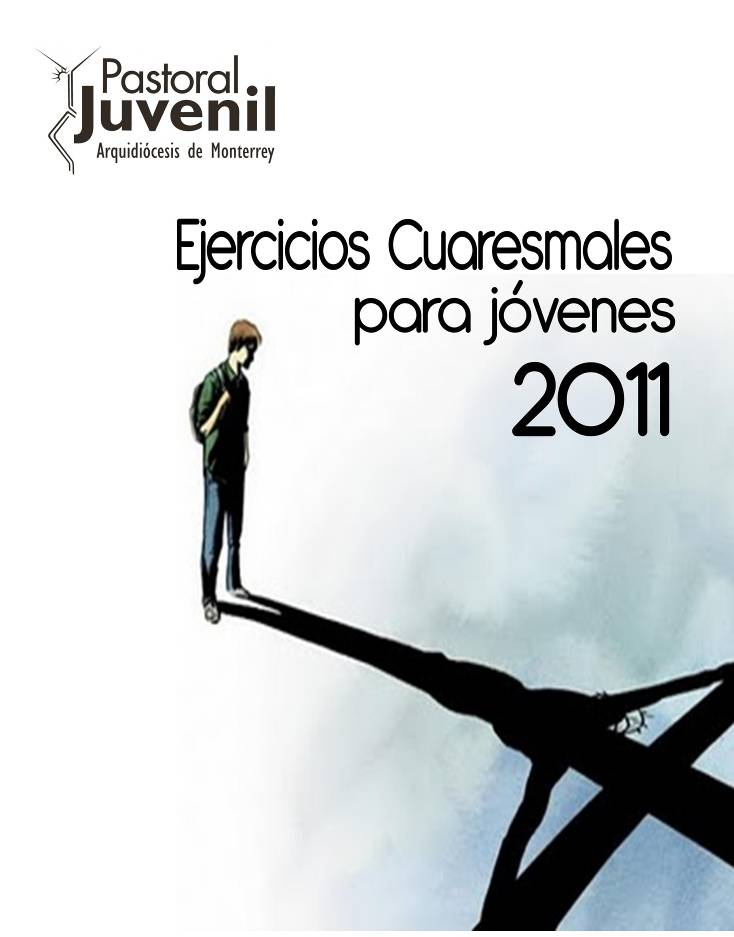 Pastoral
Juvenil
Arquidiócesis de Monterrey
Ejercicios Cuaresmales
para jóvenes
2011